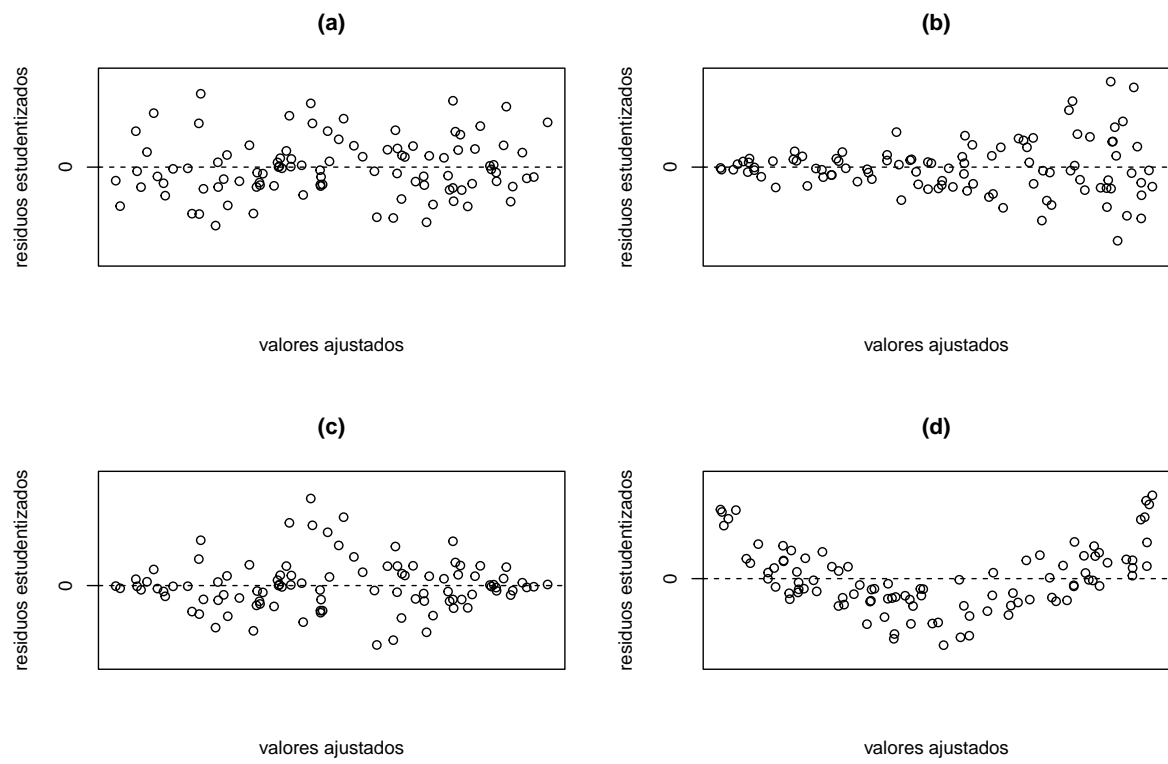 (a)
residuos estudentizados
0
valores ajustados
(b)
residuos estudentizados
0
valores ajustados
(c)
residuos estudentizados
0
valores ajustados
(d)
residuos estudentizados
0
valores ajustados